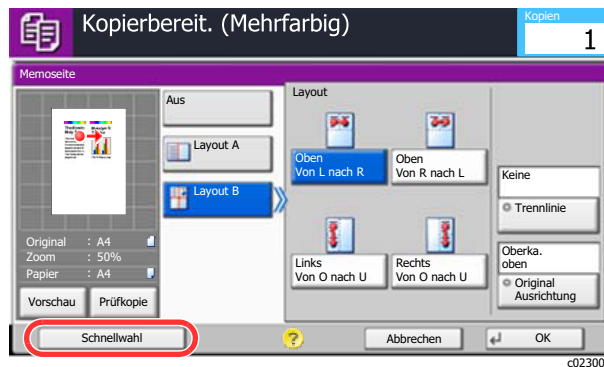 Kopierbereit. (Mehrfarbig)
Kopien
1
Memoseite
Aus
Layout A
Layout B
Layout
Oben
Von L nach R
Oben
Von R nach L
Links
Von O nach U
Rechts
Von O nach U
Keine
Trennlinie
Oberka.
oben
Original
Ausrichtung
Original : A4
Zoom : 50%
Papier : A4
Vorschau
Prüfkopie
Schnellwahl
?
Abbrechen
OK
c02300